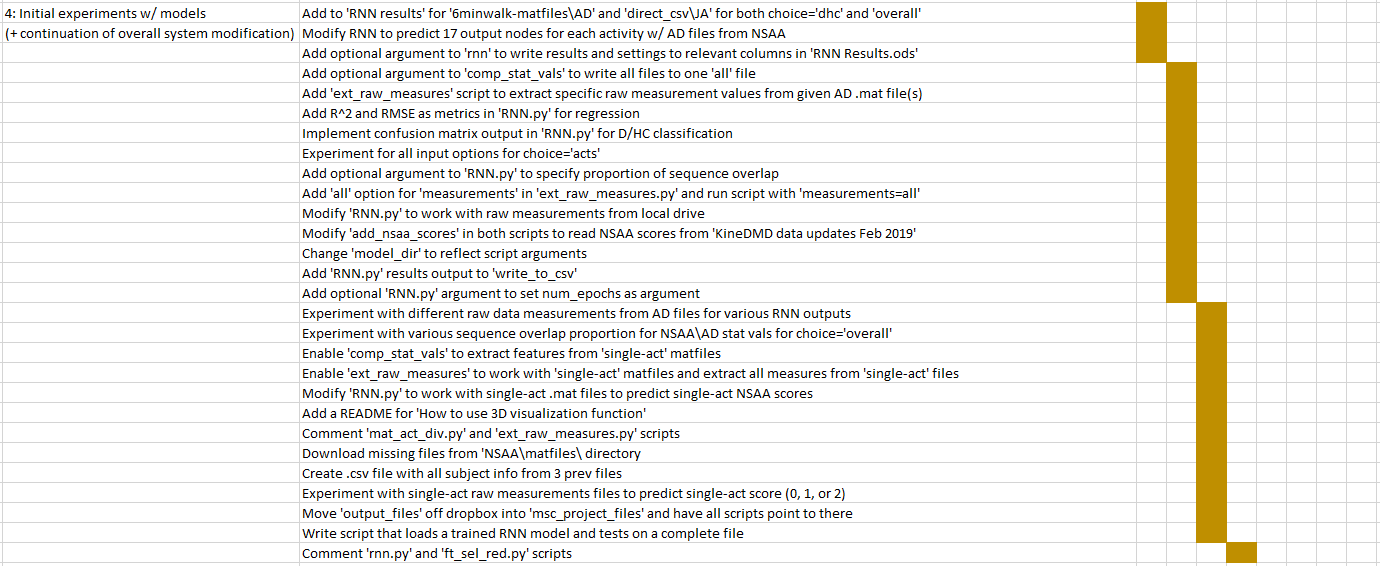 4: Initial experiments w/ models
Add to 'RNN results' for '6minwalk-matfiles\AD' and 'direct_csv\JA' for both choice='dhc' and 'overall'
(+ continuation of overall system modification)
Modify RNN to predict 17 output nodes for each activity w/ AD files from NSAA
Add optional argument to 'rnn' to write results and settings to relevant columns in 'RNN Results.ods'
Add optional argument to 'comp_stat_vals' to write all files to one 'all' file
Add 'ext_raw_measures' script to extract specific raw measurement values from given AD .mat file(s)
Add R^2 and RMSE as metrics in 'RNN.py' for regression
Implement confusion matrix output in 'RNN.py' for D/HC classification
Experiment for all input options for choice='acts'
Add optional argument to 'RNN.py' to specify proportion of sequence overlap
Add 'all' option for 'measurements' in 'ext_raw_measures.py' and run script with 'measurements=all'
Modify 'RNN.py' to work with raw measurements from local drive
Modify 'add_nsaa_scores' in both scripts to read NSAA scores from 'KineDMD data updates Feb 2019'
Change 'model_dir' to reflect script arguments
Add 'RNN.py' results output to 'write_to_csv'
Add optional 'RNN.py' argument to set num_epochs as argument
Experiment with different raw data measurements from AD files for various RNN outputs
Experiment with various sequence overlap proportion for NSAA\AD stat vals for choice='overall'
Enable 'comp_stat_vals' to extract features from 'single-act' matfiles
Enable 'ext_raw_measures' to work with 'single-act' matfiles and extract all measures from 'single-act' files
Modify 'RNN.py' to work with single-act .mat files to predict single-act NSAA scores
Add a README for 'How to use 3D visualization function'
Comment 'mat_act_div.py' and 'ext_raw_measures.py' scripts
Download missing files from 'NSAA\matfiles\ directory
Create .csv file with all subject info from 3 prev files
Experiment with single-act raw measurements files to predict single-act score (0, 1, or 2)
Move 'output_files' off dropbox into 'msc_project_files' and have all scripts point to there
Write script that loads a trained RNN model and tests on a complete file
Comment 'rnn.py' and 'ft_sel_red.py' scripts